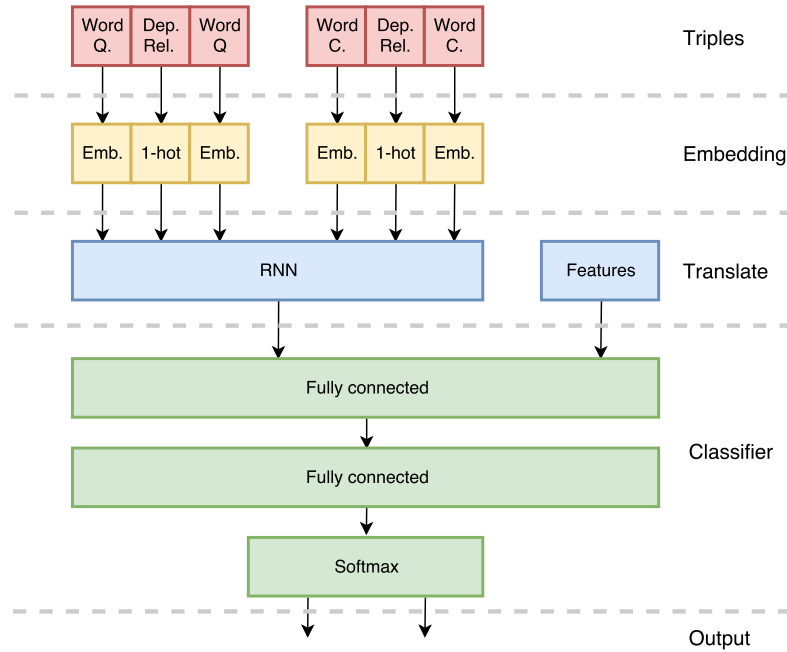 Word Q.
Dep. Rel.
Word Q
Word C.
Dep. Rel.
Word C.
Triples
Emb.
1-hot
Emb.
Emb.
1-hot
Emb.
Embedding
RNN
Features
Translate
Fully connected
Fully connected
Classifier
Softmax
Output